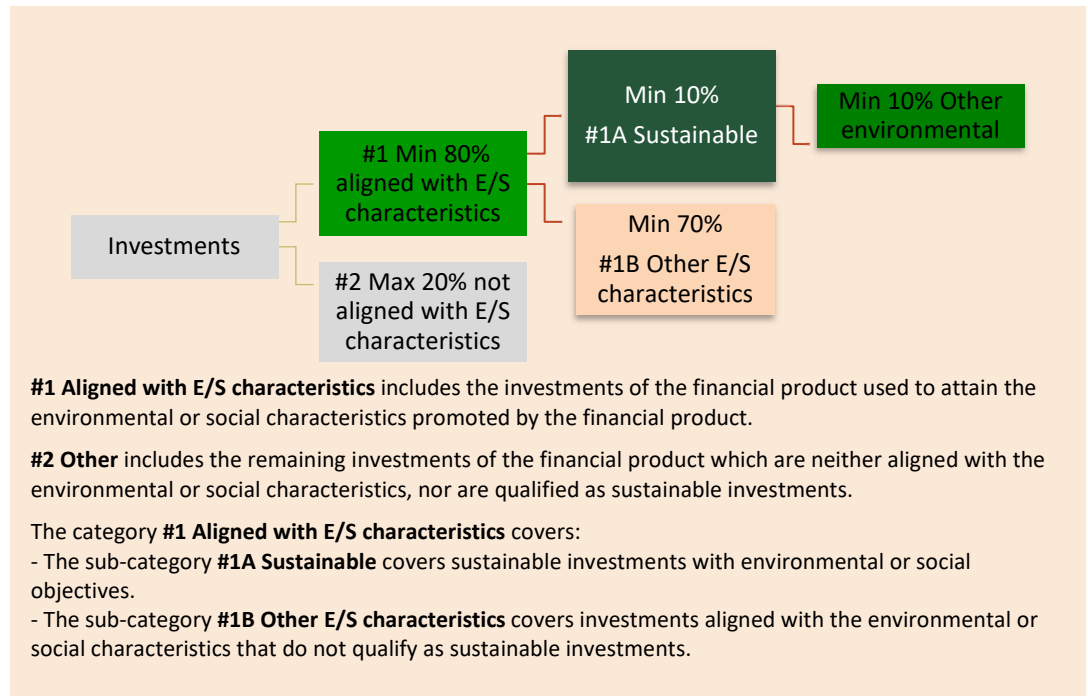 Min 10%
#1A Sustainable
Min 10% Other
environmental
#1 Min 80%
aligned with E/S
characteristics
Min 70%
#1B Other E/S
characteristics
Investments
#2 Max 20% not
aligned with E/S
characteristics
#1 Aligned with E/S characteristics includes the investments of the financial product used to attain the
environmental or social characteristics promoted by the financial product.
#2 Other includes the remaining investments of the financial product which are neither aligned with the
environmental or social characteristics, nor are qualified as sustainable investments.
The category #1 Aligned with E/S characteristics covers:
- The sub-category #1A Sustainable covers sustainable investments with environmental or social
objectives.
- The sub-category #1B Other E/S characteristics covers investments aligned with the environmental or
social characteristics that do not qualify as sustainable investments.